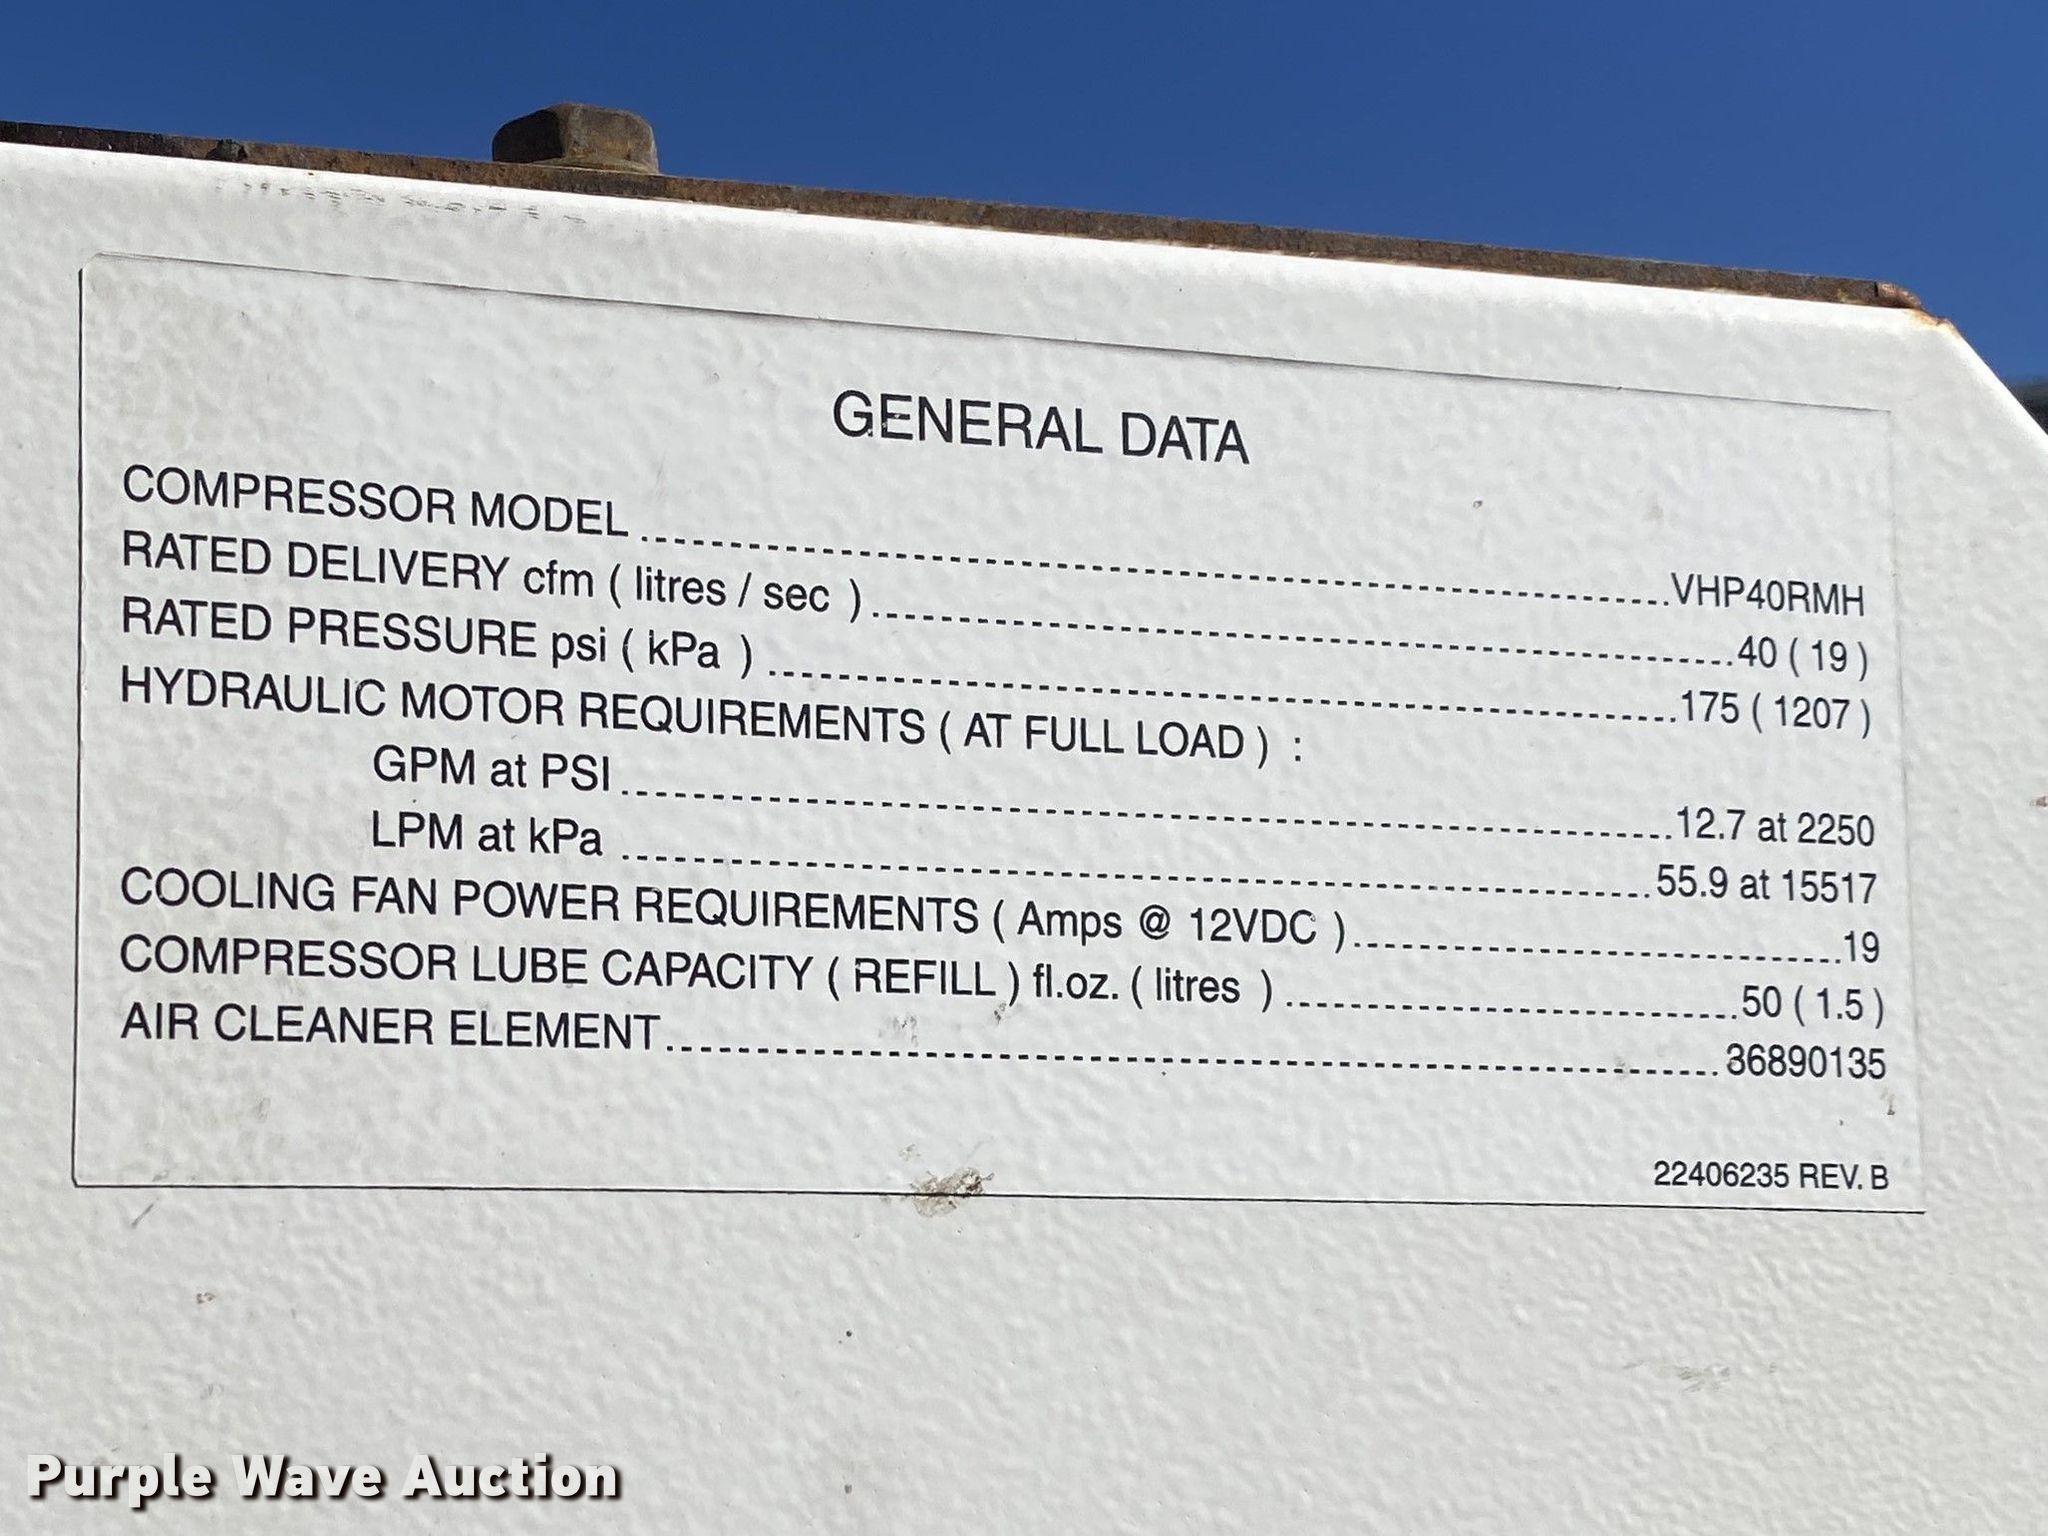 GENERAL DATA
COMPRESSOR MODEL ........ VHP40RMH
RATED DELIVERY cfm ( litres / sec ) ........ 40 ( 19 )
RATED PRESSURE psi ( kPa ) ........ 175 ( 1207 )
HYDRAULIC MOTOR REQUIREMENTS ( AT FULL LOAD ) :
GPM at PSI ........ 12.7 at 2250
LPM at kPa ........ 55.9 at 15517
COOLING FAN POWER REQUIREMENTS ( Amps @ 12VDC ) ........ 19
COMPRESSOR LUBE CAPACITY ( REFILL ) fl.oz. ( litres ) ........ 50 ( 1.5 )
AIR CLEANER ELEMENT ........ 36890135
22406235 REV. B
Purple Wave Auction